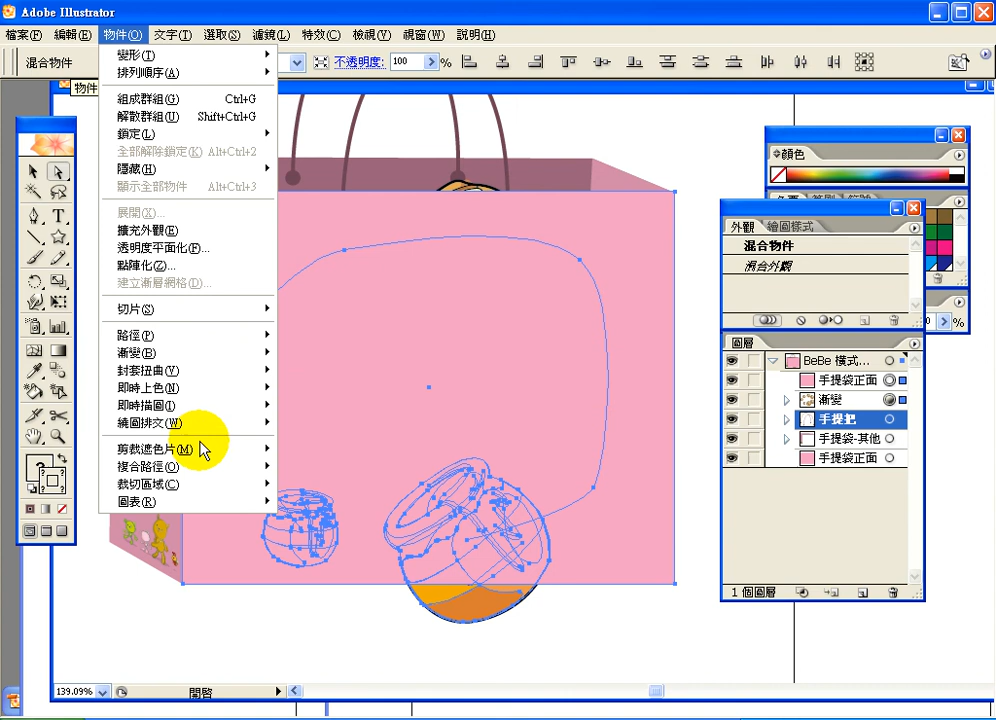 Adobe Illustrator
檔案(F) 編輯(E) 物件(O) 文字(T) 選取(S) 濾鏡(L) 特效(C) 檢視(V) 視窗(W) 說明(H)
混合物件
不透明度: 100 %
物件
變形(T)
排列順序(A)
組成群組(G) Ctrl+G
解散群組(U) Shift+Ctrl+G
鎖定(L)
全部解除鎖定(K) Alt+Ctrl+2
隱藏(H)
顯示全部物件 Alt+Ctrl+3
展開(X)...
擴充外觀(E)
透明度平面化(F)...
點陣化(Z)...
建立漸層網格(D)...
切片(S)
路徑(P)
漸變(B)
封套扭曲(V)
即時上色(N)
即時描圖(I)
繞圖排文(W)
剪裁遮色片(M)
複合路徑(O)
裁切區域(C)
圖表(R)
顏色
外觀 繪圖樣式
混合物件
混合外觀
0 %
圖層
BeBe 橫式...
手提袋正面
漸變
手提把
手提袋-其他
手提袋正面
1 個圖層
139.09% 開啓